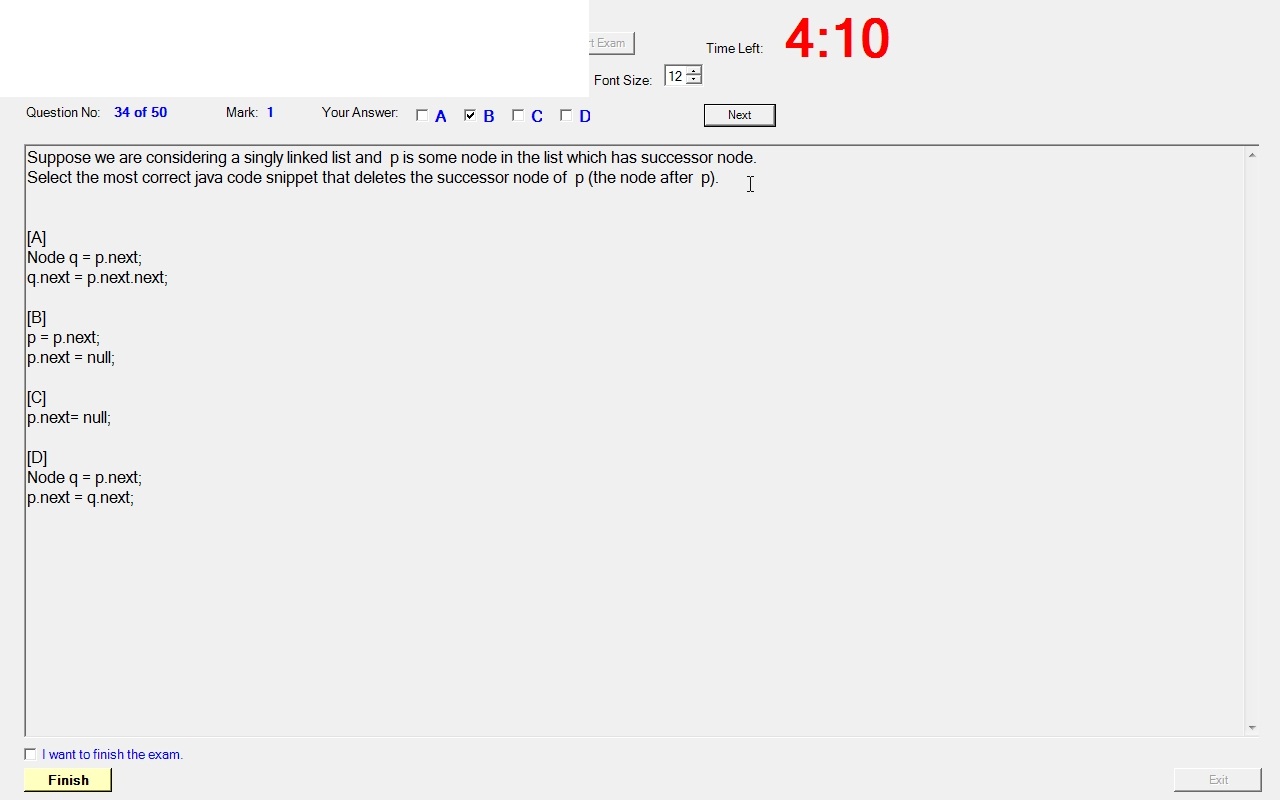 t Exam
Time Left:
4:10
Font Size:
12
Question No: 34 of 50 Mark: 1 Your Answer: A B C D Next
Suppose we are considering a singly linked list and p is some node in the list which has successor node.
Select the most correct java code snippet that deletes the successor node of p (the node after p).
[A]
Node q = p.next;
q.next = p.next.next;
[B]
p = p.next;
p.next = null;
[C]
p.next= null;
[D]
Node q = p.next;
p.next = q.next;
I want to finish the exam.
Finish
Exit